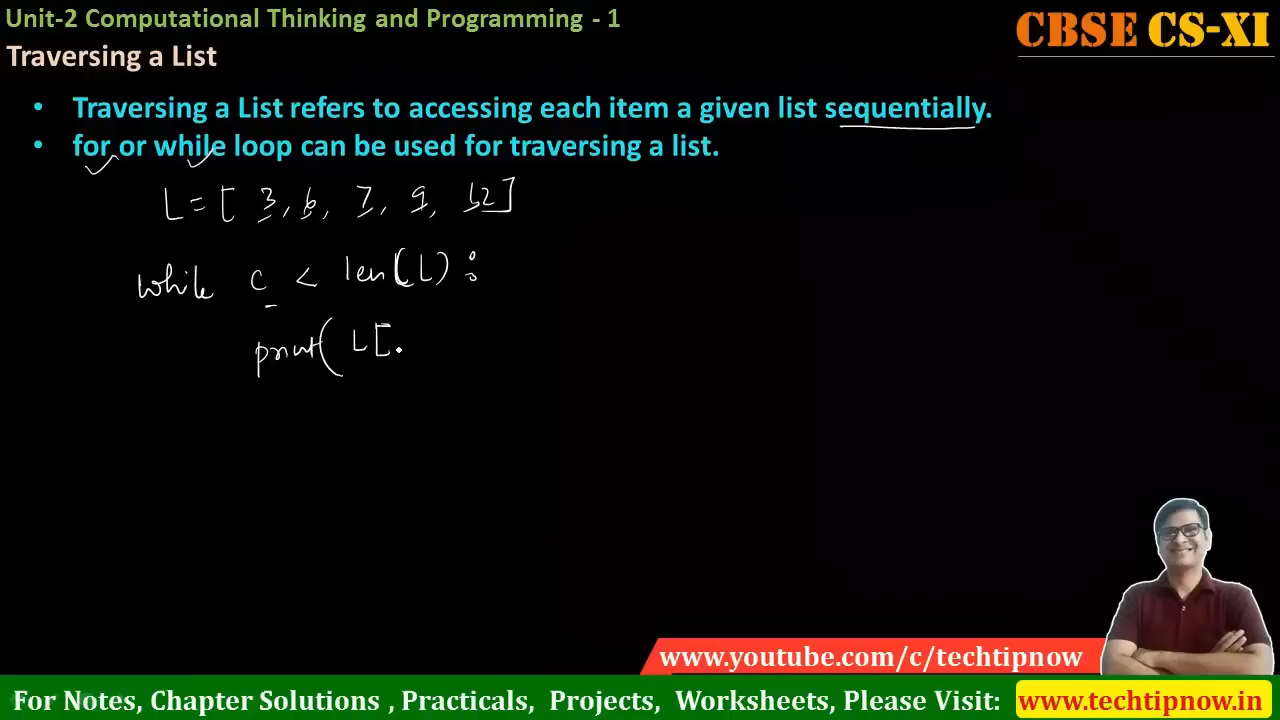 Unit-2 Computational Thinking and Programming - 1
CBSE CS-XI
Traversing a List
• Traversing a List refers to accessing each item a given list sequentially.
• for or while loop can be used for traversing a list.
L = [ 3, 6, 7, 9, 12 ]
while c < len(L) :
print( L[
www.youtube.com/c/techtipnow
For Notes, Chapter Solutions , Practicals, Projects, Worksheets, Please Visit: www.techtipnow.in